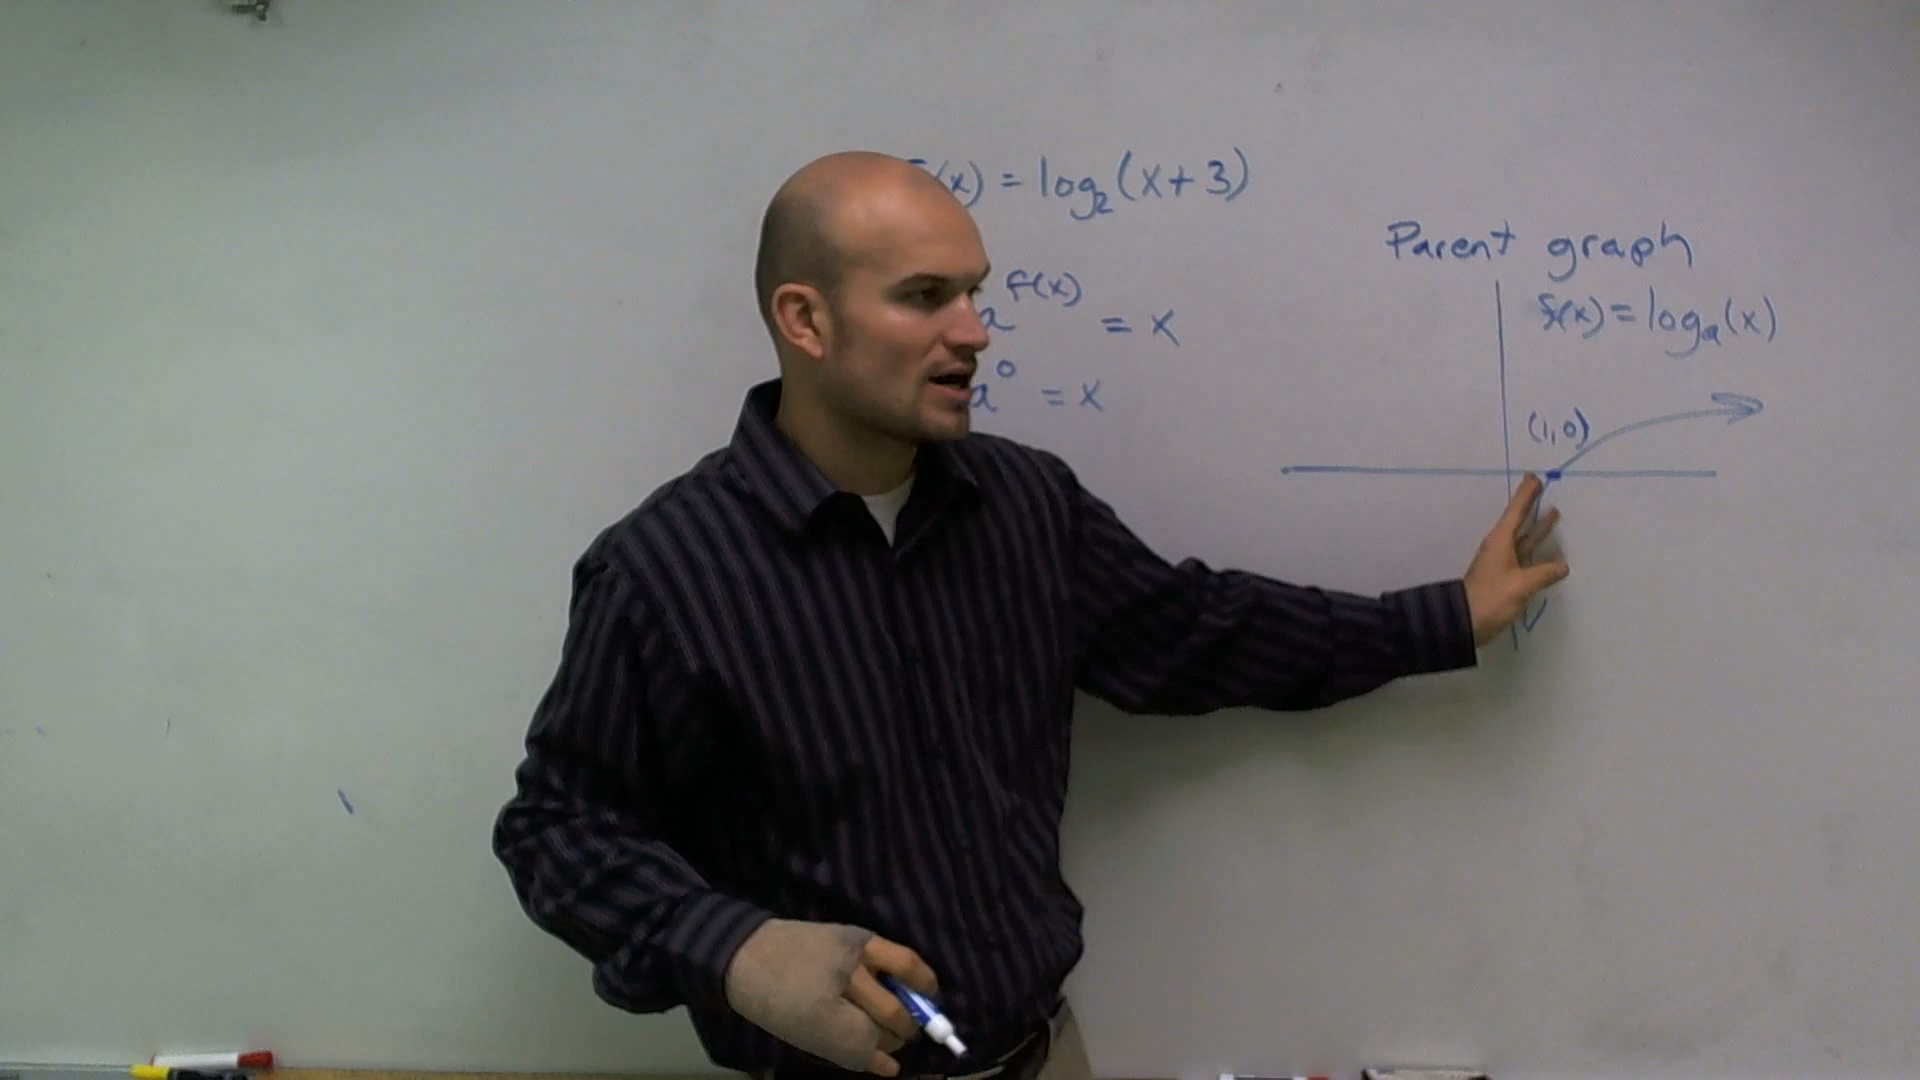 f(x) = log₂(x+3)
a^f(x) = x
a^0 = x
Parent graph
f(x) = logₐ(x)
(1,0)